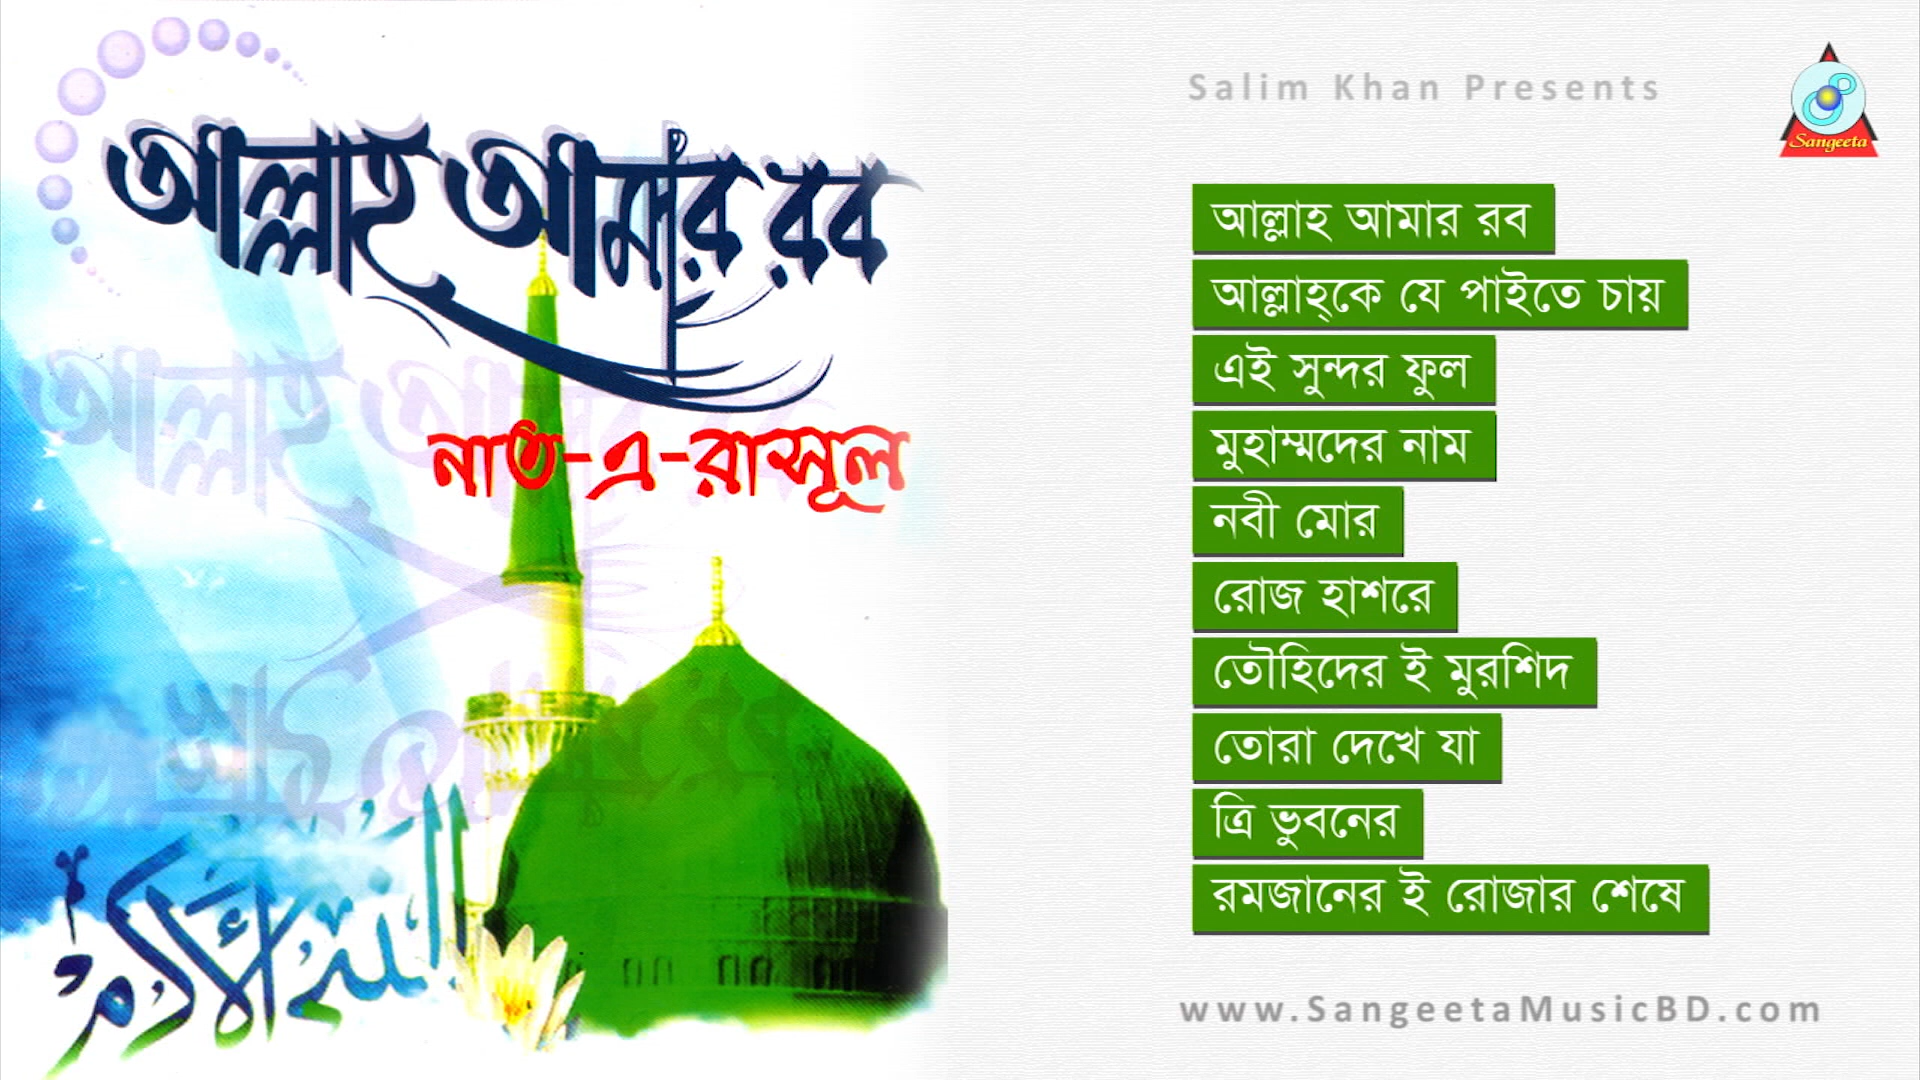 আল্লাহ আমার রব
নাত-এ-রাসূল
Salim Khan Presents
Sangeeta
আল্লাহ আমার রব
আল্লাহ্‌কে যে পাইতে চায়
এই সুন্দর ফুল
মুহাম্মদের নাম
নবী মোর
রোজ হাশরে
তৌহিদের ই মুরশিদ
তোরা দেখে যা
ত্রি ভুবনের
রমজানের ই রোজার শেষে
www.SangeetaMusicBD.com